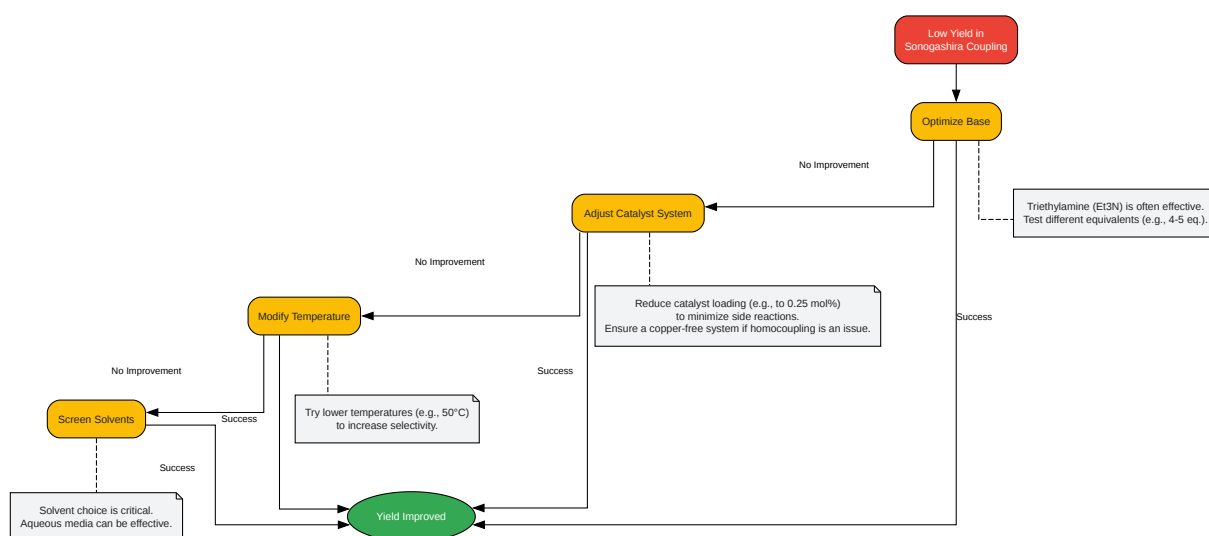 Low Yield in
Sonogashira Coupling
Optimize Base
No Improvement
Triethylamine (Et3N) is often effective.
Test different equivalents (e.g., 4-5 eq.).
Adjust Catalyst System
No Improvement
Reduce catalyst loading (e.g., to 0.25 mol%)
to minimize side reactions.
Ensure a copper-free system if homocoupling is an issue.
Success
Modify Temperature
No Improvement
Success
Try lower temperatures (e.g., 50°C)
to increase selectivity.
Screen Solvents
Success
Success
Solvent choice is critical.
Aqueous media can be effective.
Yield Improved